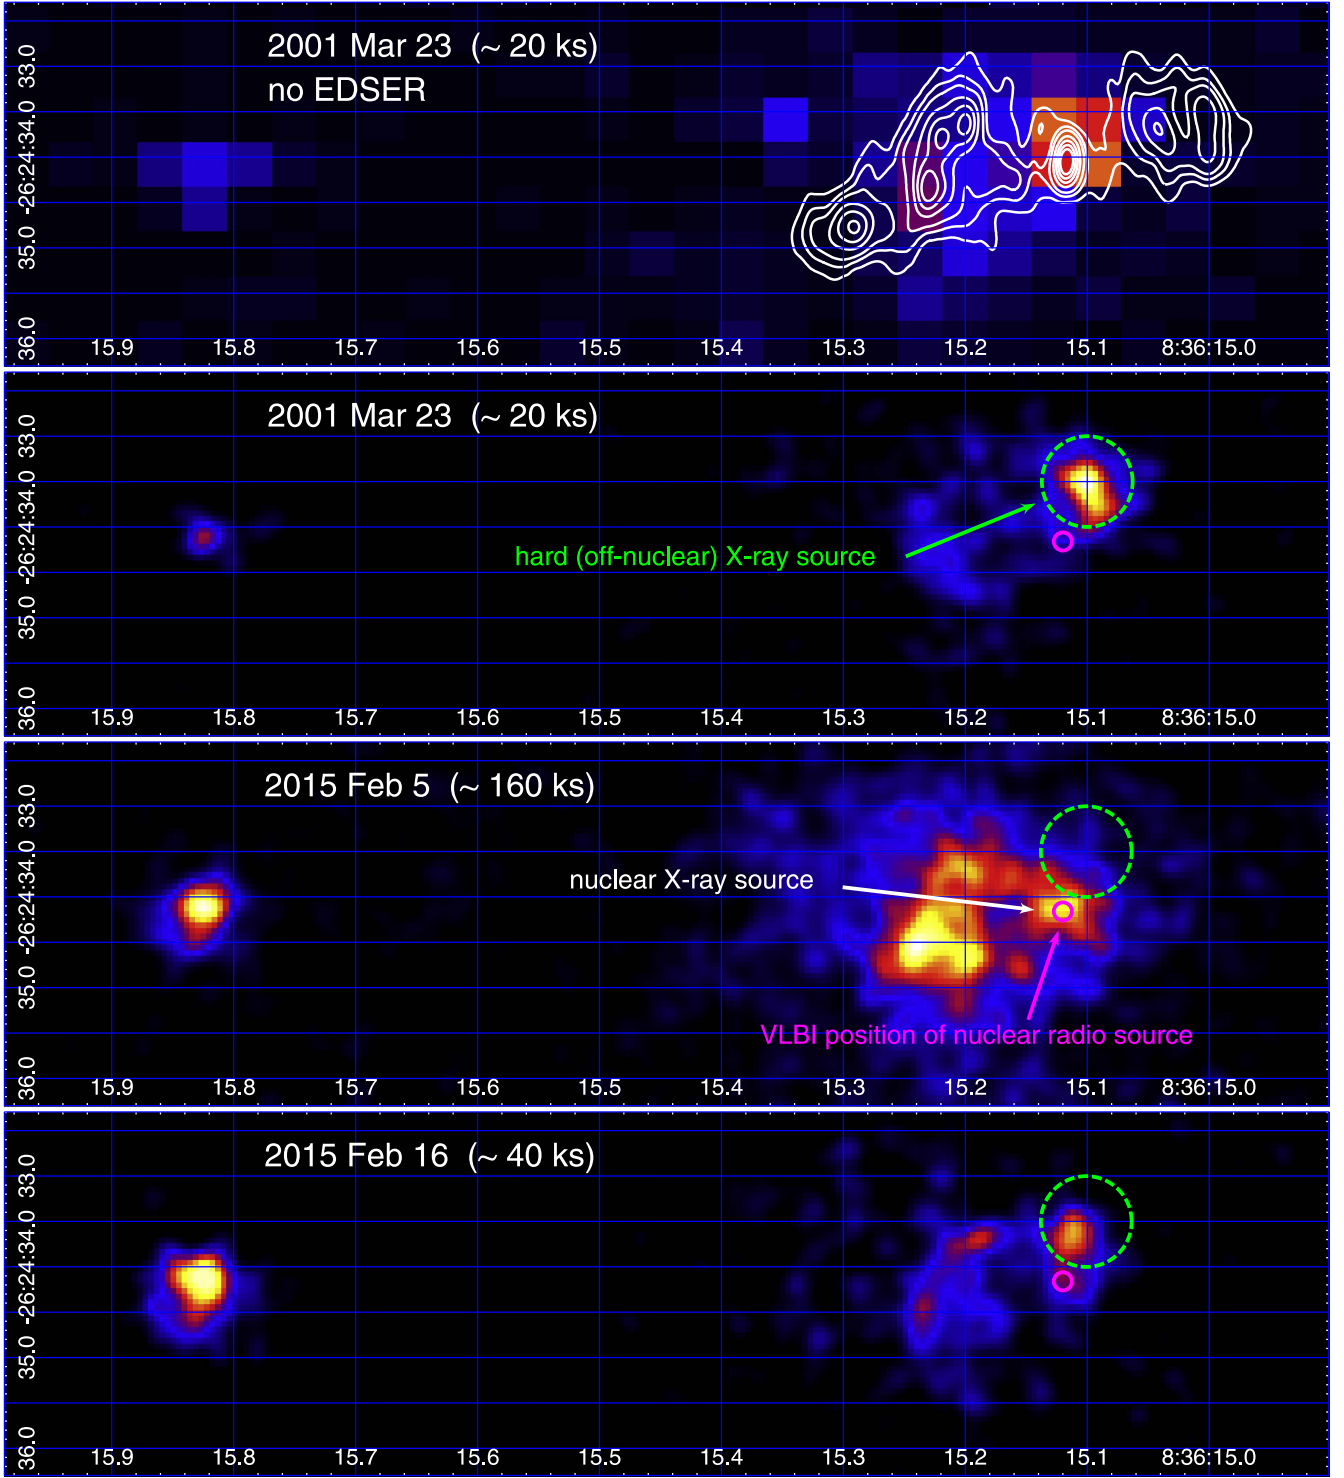 2001 Mar 23 (~ 20 ks)
no EDSER
33.0
-26:24:34.0
35.0
36.0
15.9 15.8 15.7 15.6 15.5 15.4 15.3 15.2 15.1 8:36:15.0
2001 Mar 23 (~ 20 ks)
hard (off-nuclear) X-ray source
33.0
-26:24:34.0
35.0
36.0
15.9 15.8 15.7 15.6 15.5 15.4 15.3 15.2 15.1 8:36:15.0
2015 Feb 5 (~ 160 ks)
nuclear X-ray source
VLBI position of nuclear radio source
33.0
-26:24:34.0
35.0
36.0
15.9 15.8 15.7 15.6 15.5 15.4 15.3 15.2 15.1 8:36:15.0
2015 Feb 16 (~ 40 ks)
33.0
-26:24:34.0
35.0
36.0
15.9 15.8 15.7 15.6 15.5 15.4 15.3 15.2 15.1 8:36:15.0